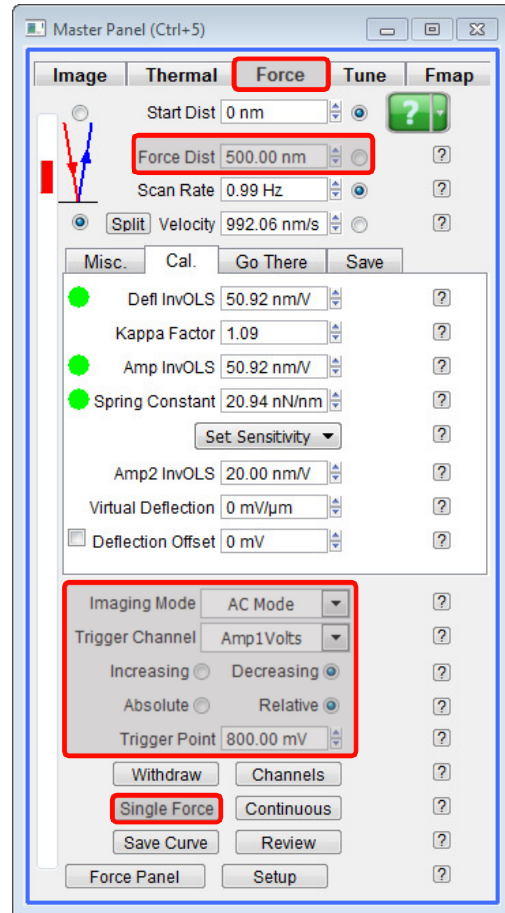 Master Panel (Ctrl+5)
Image Thermal Force Tune Fmap
Start Dist 0 nm ?
Force Dist 500.00 nm ?
Scan Rate 0.99 Hz ?
Split Velocity 992.06 nm/s ?
Misc. Cal. Go There Save
Defl InvOLS 50.92 nm/V ?
Kappa Factor 1.09 ?
Amp InvOLS 50.92 nm/V ?
Spring Constant 20.94 nN/nm ?
Set Sensitivity ?
Amp2 InvOLS 20.00 nm/V ?
Virtual Deflection 0 mV/µm ?
Deflection Offset 0 mV ?
Imaging Mode AC Mode ?
Trigger Channel Amp1Volts ?
Increasing Decreasing ?
Absolute Relative ?
Trigger Point 800.00 mV ?
Withdraw Channels ?
Single Force Continuous ?
Save Curve Review ?
Force Panel Setup ?